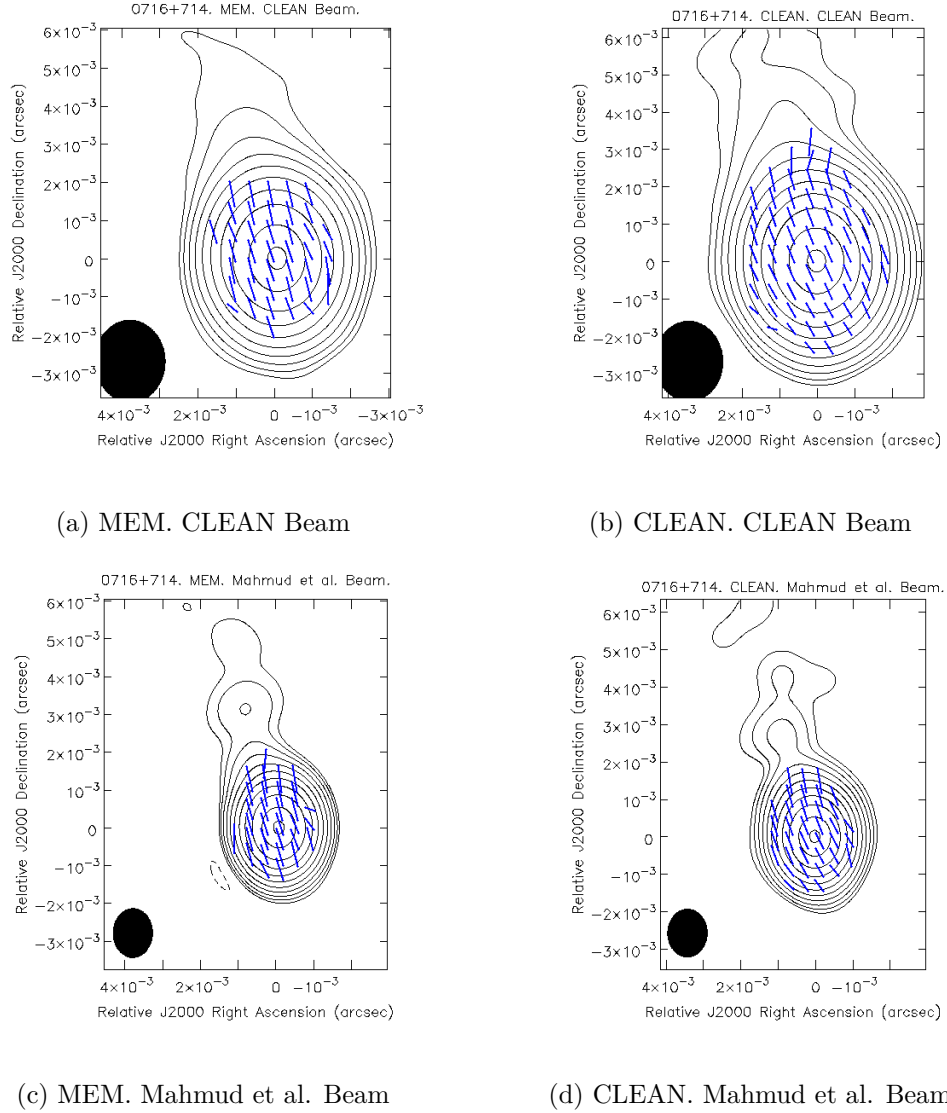 0716+714. MEM. CLEAN Beam.
6×10⁻³
5×10⁻³
4×10⁻³
3×10⁻³
2×10⁻³
10⁻³
0
−10⁻³
−2×10⁻³
−3×10⁻³
Relative J2000 Declination (arcsec)
4×10⁻³ 2×10⁻³ 0 −10⁻³ −3×10⁻³
Relative J2000 Right Ascension (arcsec)
(a) MEM. CLEAN Beam
0716+714. CLEAN. CLEAN Beam.
6×10⁻³
5×10⁻³
4×10⁻³
3×10⁻³
2×10⁻³
10⁻³
0
−10⁻³
−2×10⁻³
−3×10⁻³
Relative J2000 Declination (arcsec)
4×10⁻³ 2×10⁻³ 0 −10⁻³
Relative J2000 Right Ascension (arcsec)
(b) CLEAN. CLEAN Beam
0716+714. MEM. Mahmud et al. Beam.
6×10⁻³
5×10⁻³
4×10⁻³
3×10⁻³
2×10⁻³
10⁻³
0
−10⁻³
−2×10⁻³
−3×10⁻³
Relative J2000 Declination (arcsec)
4×10⁻³ 2×10⁻³ 0 −10⁻³
Relative J2000 Right Ascension (arcsec)
(c) MEM. Mahmud et al. Beam
0716+714. CLEAN. Mahmud et al. Beam.
6×10⁻³
5×10⁻³
4×10⁻³
3×10⁻³
2×10⁻³
10⁻³
0
−10⁻³
−2×10⁻³
−3×10⁻³
Relative J2000 Declination (arcsec)
4×10⁻³ 2×10⁻³ 0 −10⁻³
Relative J2000 Right Ascension (arcsec)
(d) CLEAN. Mahmud et al. Beam